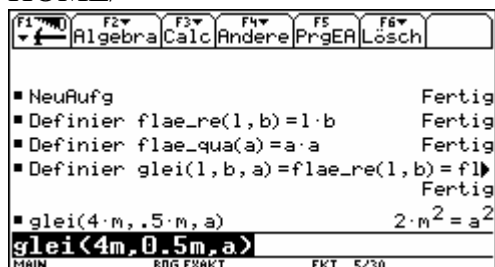 F1 F2 F3 F4 F5 F6
Algebra Calc Andere PrgEA Lösch
▪NeuAufg Fertig
▪Definier flae_re(l,b)=l·b Fertig
▪Definier flae_qua(a)=a·a Fertig
▪Definier glei(l,b,a)=flae_re(l,b)=fl▶
Fertig
▪glei(4·m,.5·m,a) 2·m²=a²
glei(4m,0.5m,a)
MAIN BOG EXAKT FKT 5/30